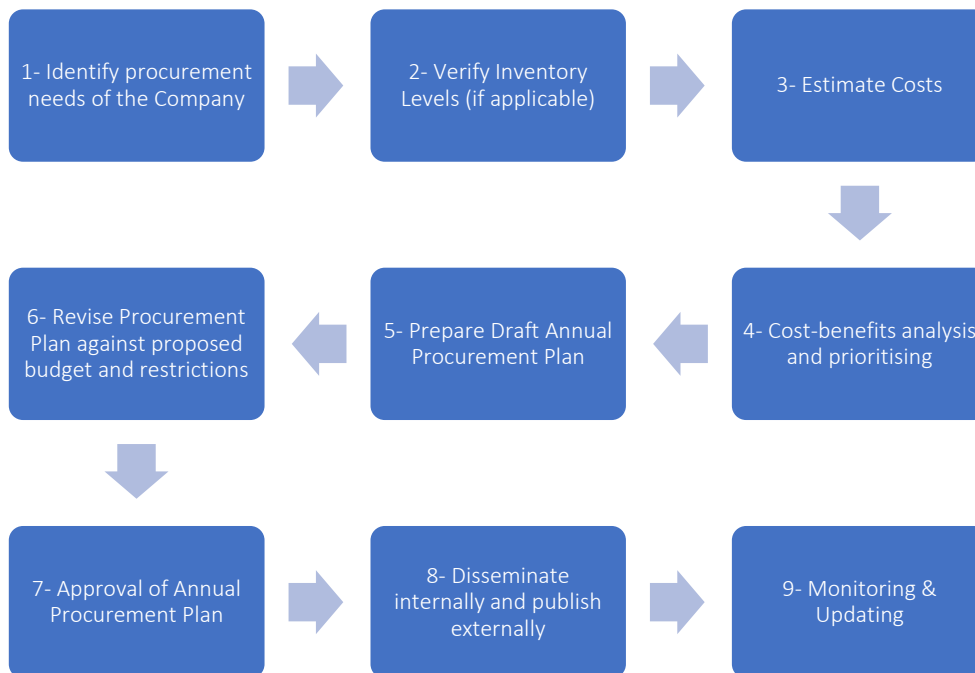 1- Identify procurement
needs of the Company
2- Verify Inventory
Levels (if applicable)
3- Estimate Costs
6- Revise Procurement
Plan against proposed
budget and restrictions
5- Prepare Draft Annual
Procurement Plan
4- Cost-benefits analysis
and prioritising
7- Approval of Annual
Procurement Plan
8- Disseminate
internally and publish
externally
9- Monitoring &
Updating